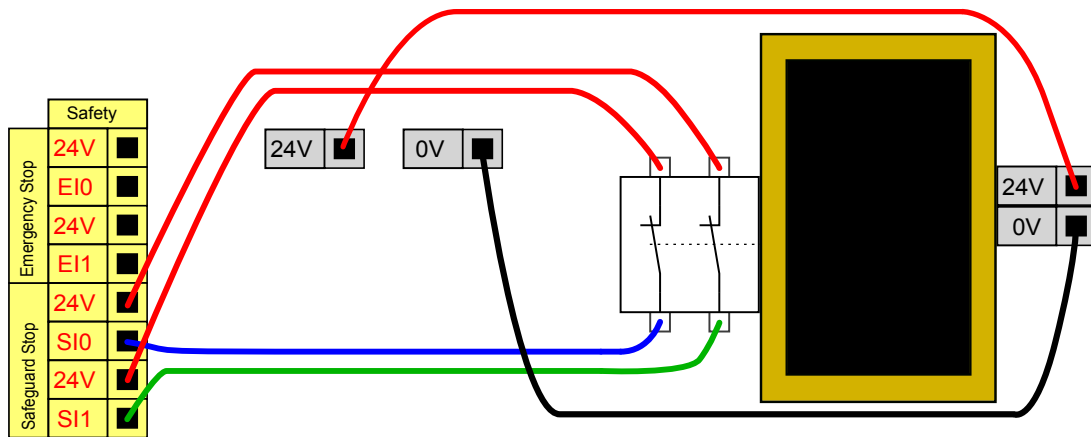 Safety
Emergency Stop
24V
EI0
24V
EI1
Safeguard Stop
24V
SI0
24V
SI1
24V
0V
24V
0V